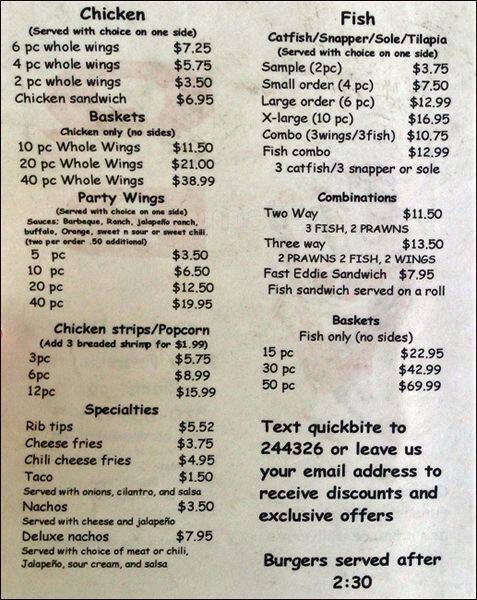 Chicken
(Served with choice on one side)
6 pc whole wings $7.25
4 pc whole wings $5.75
2 pc whole wings $3.50
Chicken sandwich $6.95
Baskets
Chicken only (no sides)
10 pc Whole Wings $11.50
20 pc Whole Wings $21.00
40 pc Whole Wings $38.99
Party Wings
(Served with choice on one side)
Sauces: Barbeque, Ranch, jalapeño ranch,
buffalo, Orange, sweet n sour or sweet chili.
(two per order .50 additional)
5 pc $3.50
10 pc $6.50
20 pc $12.50
40 pc $19.95
Chicken strips/Popcorn
(Add 3 breaded shrimp for $1.99)
3pc $5.75
6pc $8.99
12pc $15.99
Specialties
Rib tips $5.52
Cheese fries $3.75
Chili cheese fries $4.95
Taco $1.50
Served with onions, cilantro, and salsa
Nachos $3.50
Served with cheese and jalapeño
Deluxe nachos $7.95
Served with choice of meat or chili,
Jalapeño, sour cream, and salsa
Fish
Catfish/Snapper/Sole/Tilapia
(Served with choice on one side)
Sample (2pc) $3.75
Small order (4 pc) $7.50
Large order (6 pc) $12.99
X-large (10 pc) $16.95
Combo (3wings/3fish) $10.75
Fish combo $12.99
3 catfish/3 snapper or sole
Combinations
Two Way $11.50
3 FISH, 2 PRAWNS
Three way $13.50
2 PRAWNS 2 FISH, 2 WINGS
Fast Eddie Sandwich $7.95
Fish sandwich served on a roll
Baskets
Fish only (no sides)
15 pc $22.95
30 pc $42.99
50 pc $69.99
Text quickbite to
244326 or leave us
your email address to
receive discounts and
exclusive offers
Burgers served after
2:30